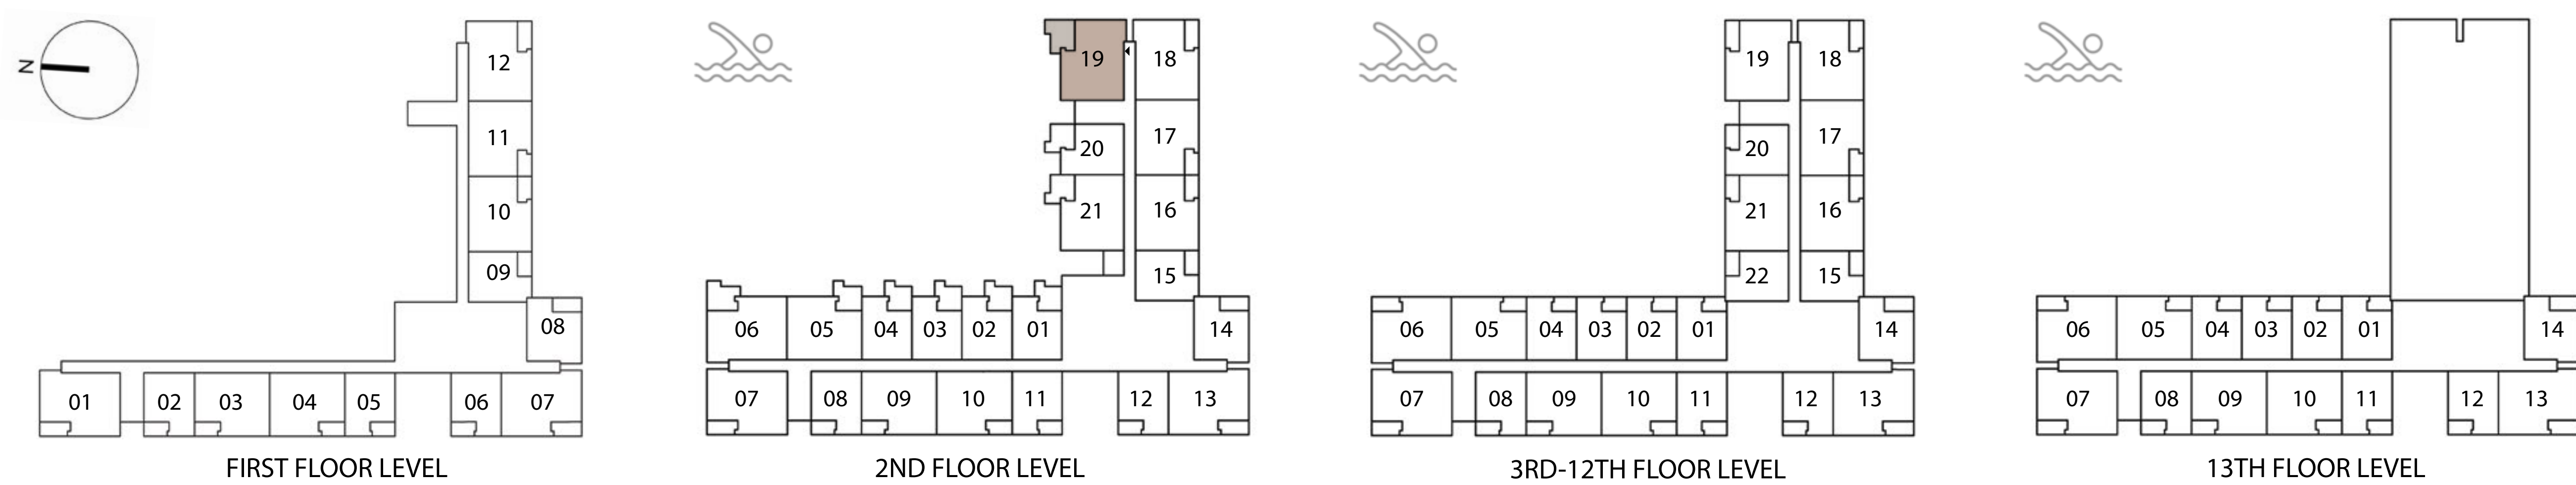 N
12
11
10
09
08
01 02 03 04 05 06 07
FIRST FLOOR LEVEL
19 18
17
20
21 16
15
06 05 04 03 02 01 14
07 08 09 10 11 12 13
2ND FLOOR LEVEL
19 18
17
20
21 16
22 15
06 05 04 03 02 01 14
07 08 09 10 11 12 13
3RD-12TH FLOOR LEVEL
06 05 04 03 02 01 14
07 08 09 10 11 12 13
13TH FLOOR LEVEL